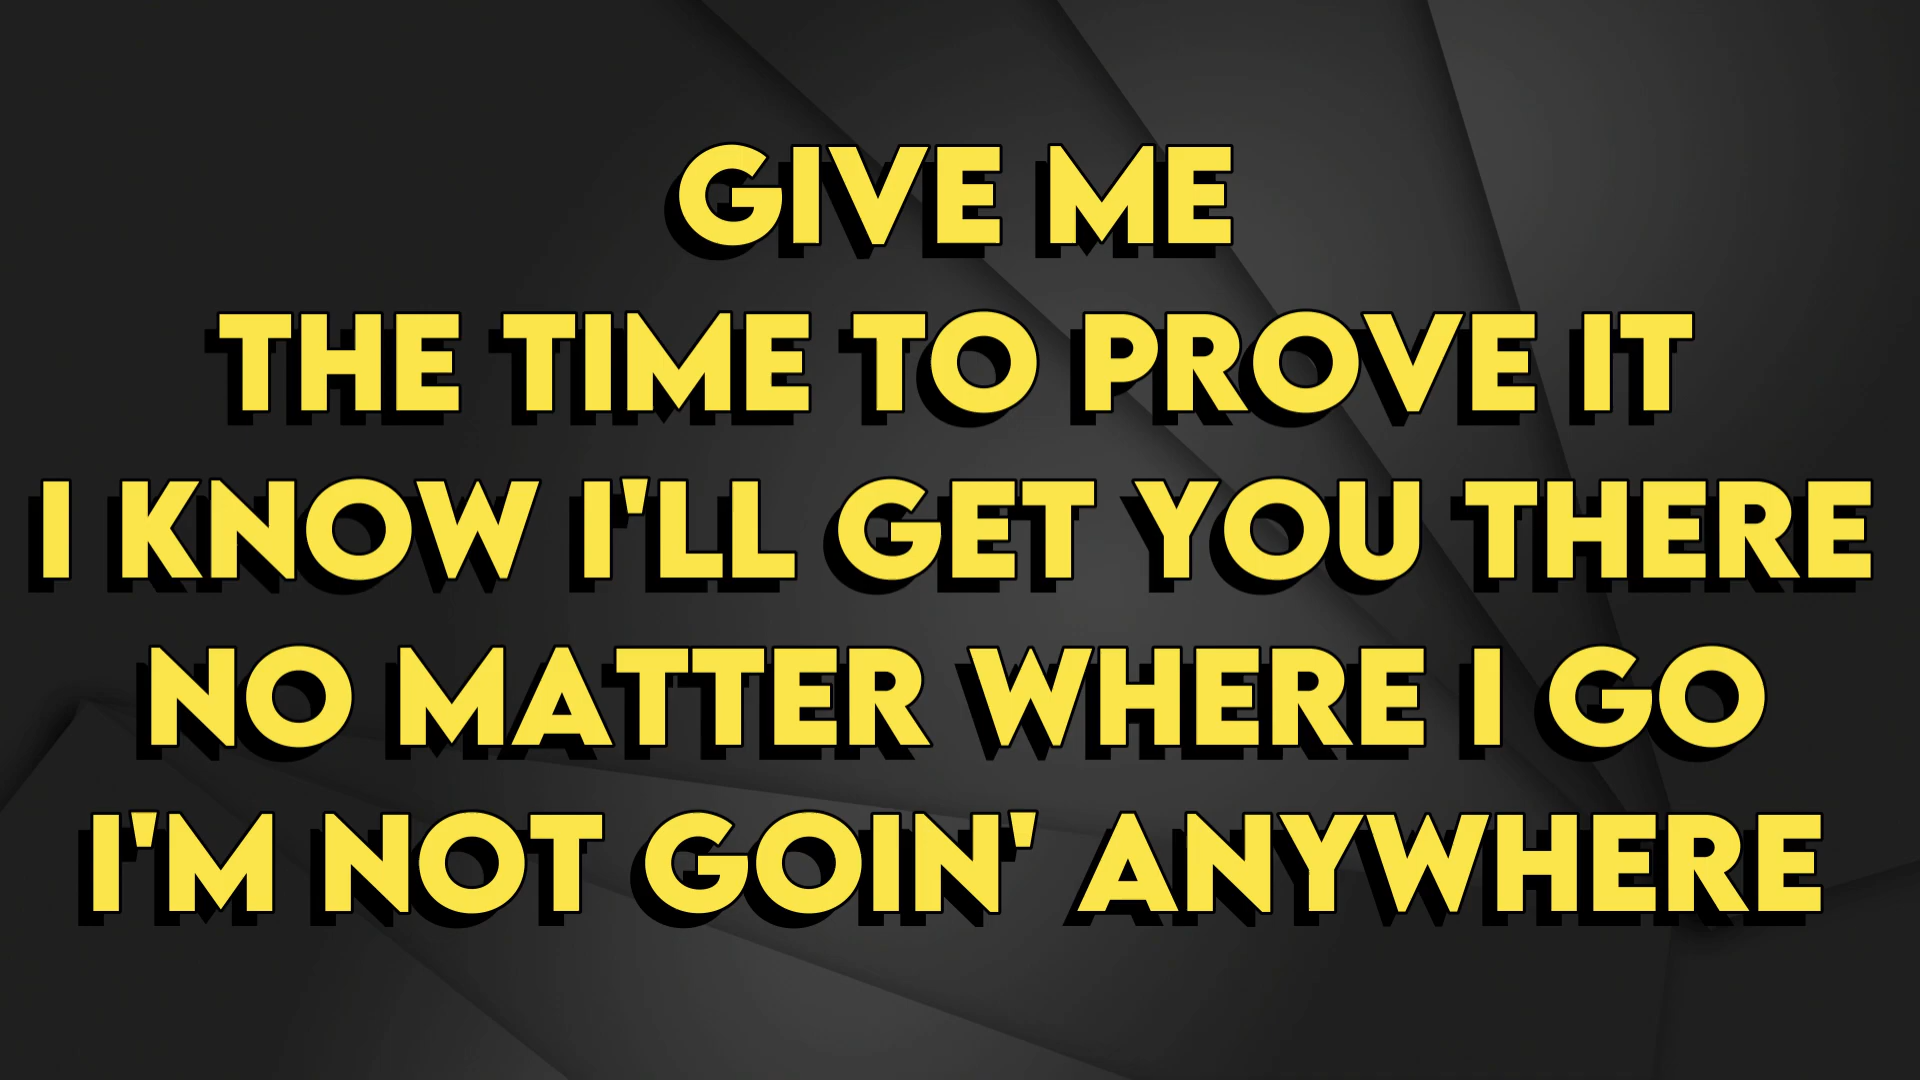 GIVE ME
THE TIME TO PROVE IT
I KNOW I'LL GET YOU THERE
NO MATTER WHERE I GO
I'M NOT GOIN' ANYWHERE